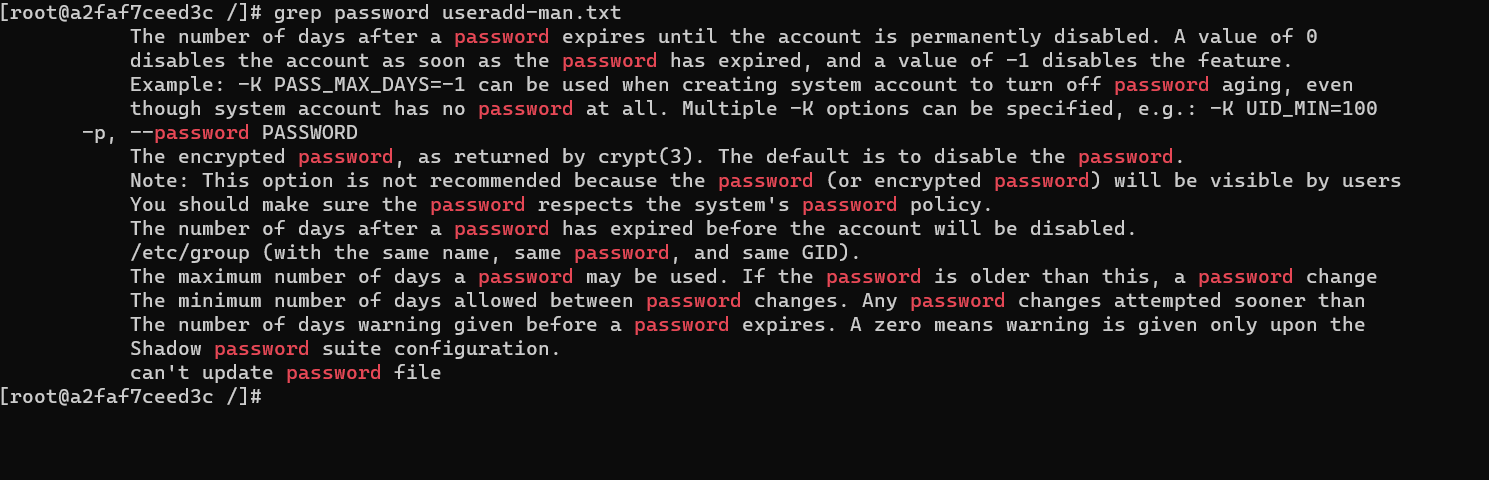 [root@a2faf7ceed3c /]# grep password useradd-man.txt
The number of days after a password expires until the account is permanently disabled. A value of 0
disables the account as soon as the password has expired, and a value of -1 disables the feature.
Example: -K PASS_MAX_DAYS=-1 can be used when creating system account to turn off password aging, even
though system account has no password at all. Multiple -K options can be specified, e.g.: -K UID_MIN=100
-p, --password PASSWORD
The encrypted password, as returned by crypt(3). The default is to disable the password.
Note: This option is not recommended because the password (or encrypted password) will be visible by users
You should make sure the password respects the system's password policy.
The number of days after a password has expired before the account will be disabled.
/etc/group (with the same name, same password, and same GID).
The maximum number of days a password may be used. If the password is older than this, a password change
The minimum number of days allowed between password changes. Any password changes attempted sooner than
The number of days warning given before a password expires. A zero means warning is given only upon the
Shadow password suite configuration.
can't update password file
[root@a2faf7ceed3c /]#